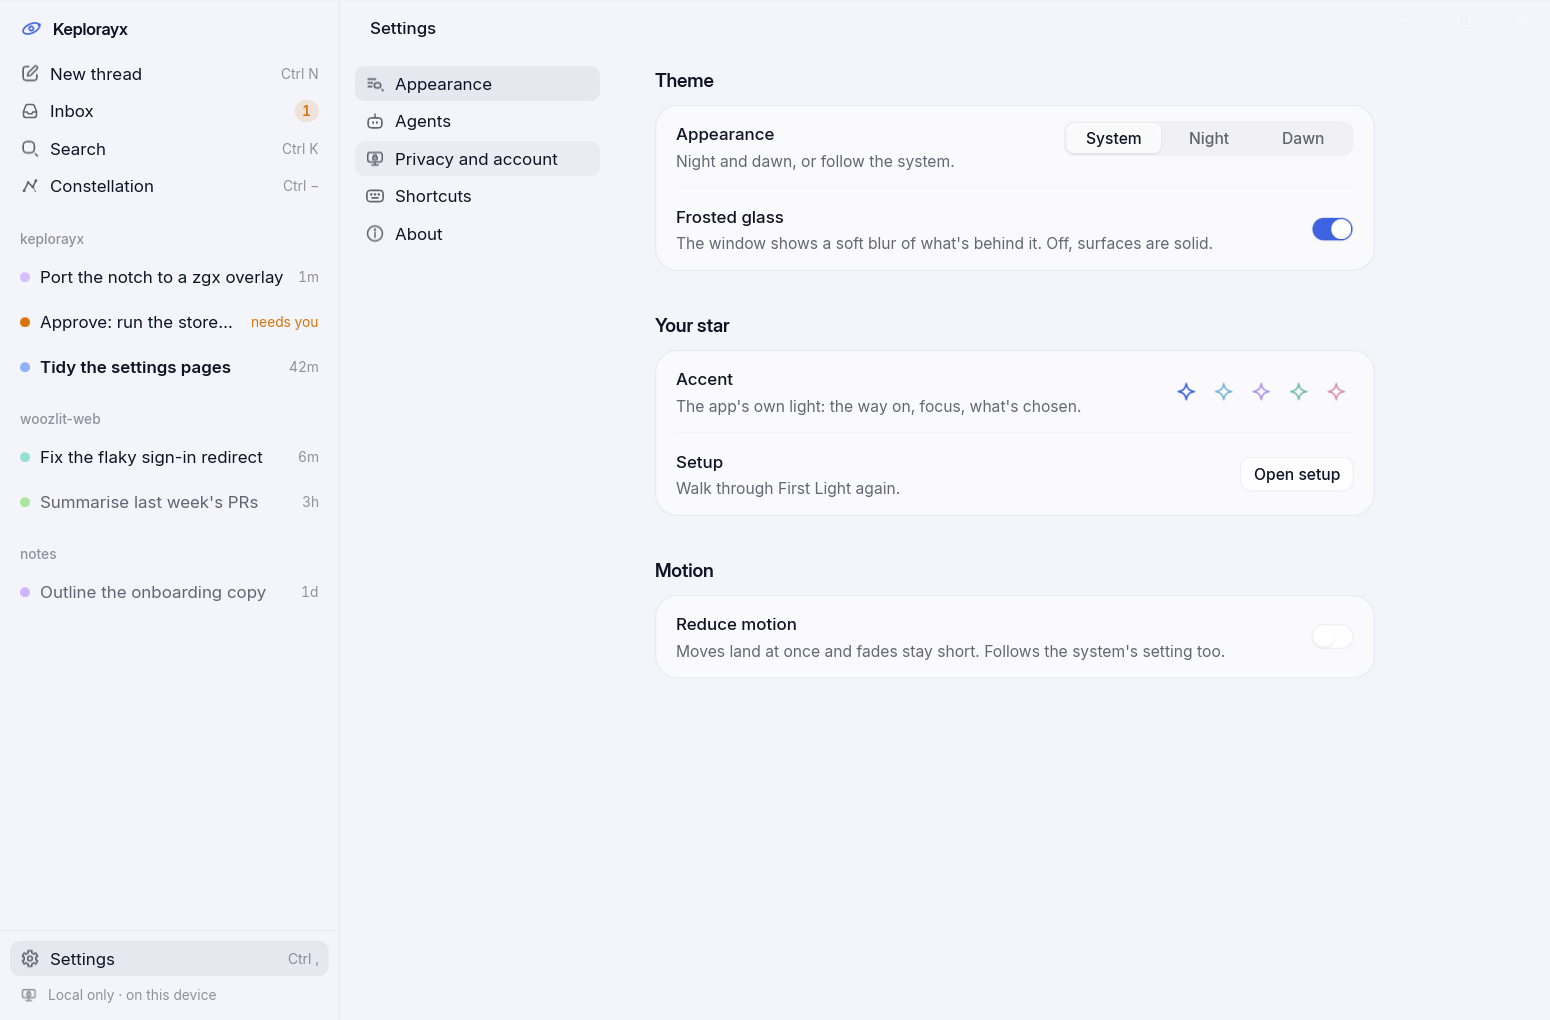 Keplorayx
New thread Ctrl N
Inbox 1
Search Ctrl K
Constellation Ctrl −
keplorayx
Port the notch to a zgx overlay 1m
Approve: run the store... needs you
Tidy the settings pages 42m
woozlit-web
Fix the flaky sign-in redirect 6m
Summarise last week's PRs 3h
notes
Outline the onboarding copy 1d
Settings Ctrl ,
Local only · on this device
Settings
Appearance
Agents
Privacy and account
Shortcuts
About
Theme
Appearance
Night and dawn, or follow the system.
System Night Dawn
Frosted glass
The window shows a soft blur of what's behind it. Off, surfaces are solid.
Your star
Accent
The app's own light: the way on, focus, what's chosen.
Setup
Walk through First Light again.
Open setup
Motion
Reduce motion
Moves land at once and fades stay short. Follows the system's setting too.